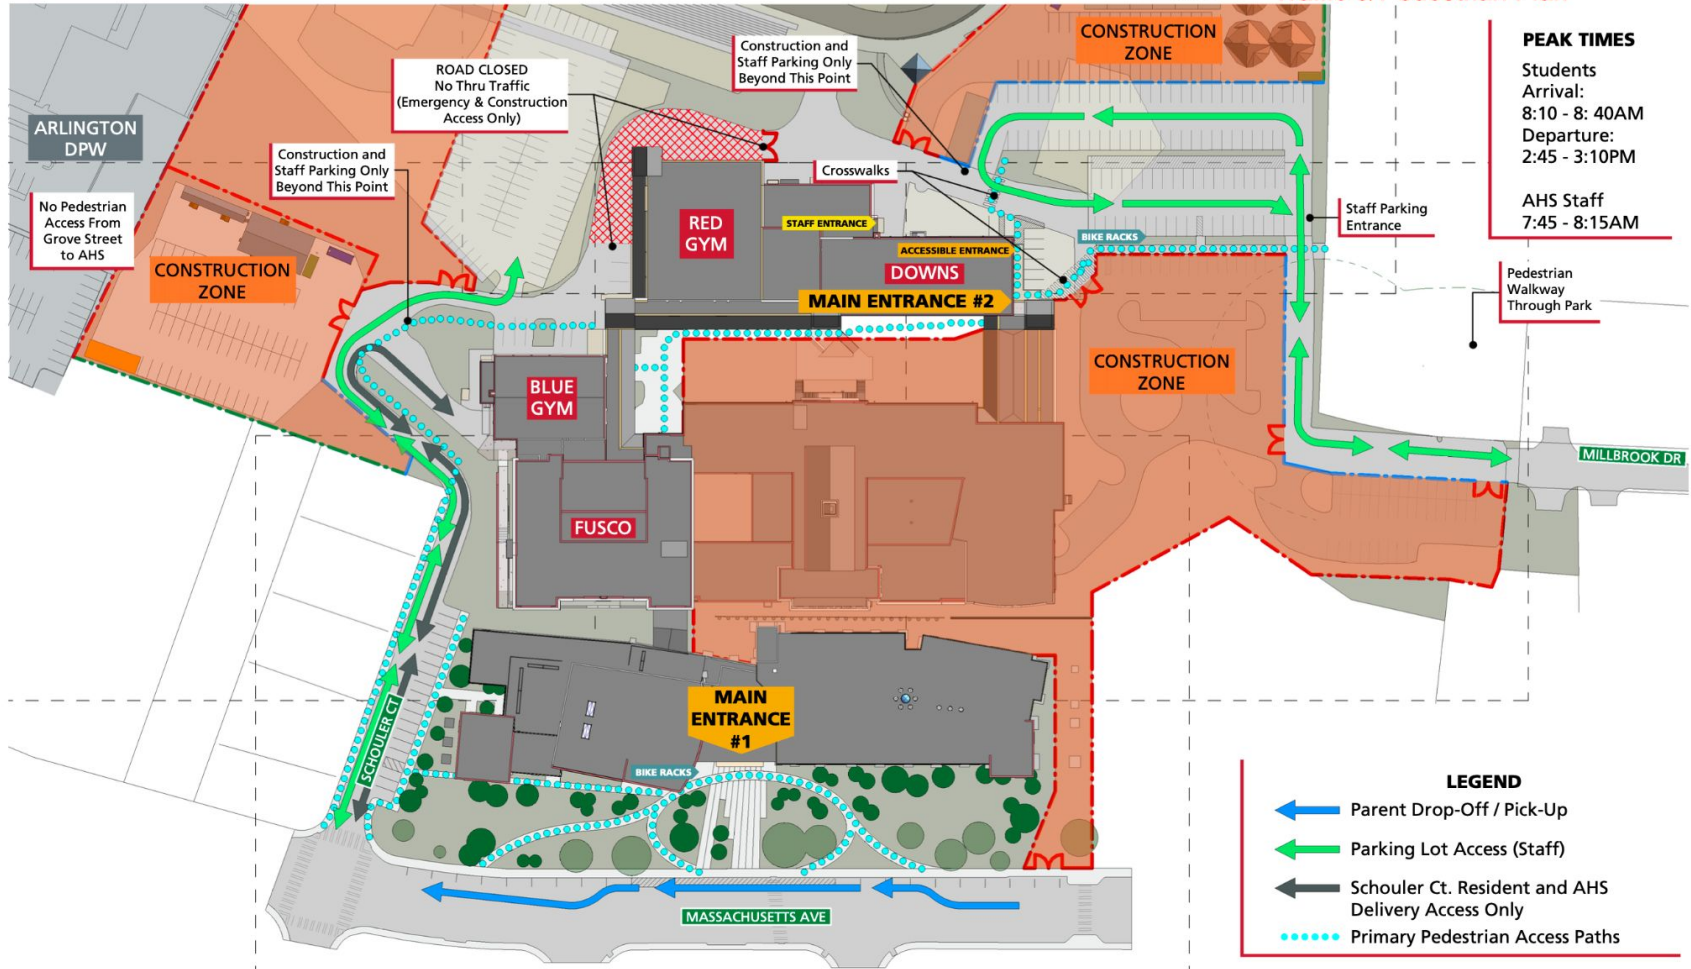 CONSTRUCTION
ZONE
PEAK TIMES
Students
Arrival:
8:10 - 8: 40AM
Departure:
2:45 - 3:10PM
AHS Staff
7:45 - 8:15AM
Construction and
Staff Parking Only
Beyond This Point
ROAD CLOSED
No Thru Traffic
(Emergency & Construction
Access Only)
ARLINGTON
DPW
Construction and
Staff Parking Only
Beyond This Point
Crosswalks
No Pedestrian
Access From
Grove Street
to AHS
RED
GYM
STAFF ENTRANCE
ACCESSIBLE ENTRANCE
BIKE RACKS
Staff Parking
Entrance
CONSTRUCTION
ZONE
DOWNS
MAIN ENTRANCE #2
Pedestrian
Walkway
Through Park
CONSTRUCTION
ZONE
BLUE
GYM
MILLBROOK DR
FUSCO
MAIN
ENTRANCE
#1
SCHOULER CT
BIKE RACKS
MASSACHUSETTS AVE
LEGEND
Parent Drop-Off / Pick-Up
Parking Lot Access (Staff)
Schouler Ct. Resident and AHS
Delivery Access Only
Primary Pedestrian Access Paths